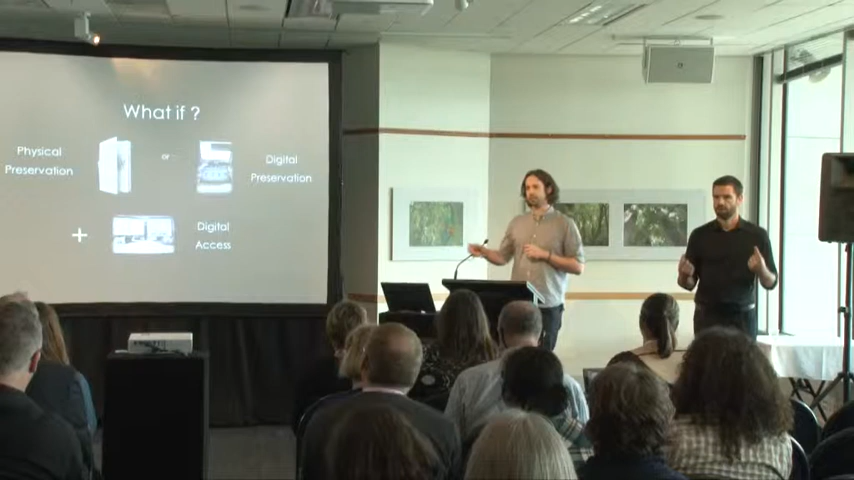 What if ?
Physical
Preservation
or
Digital
Preservation
+
Digital
Access